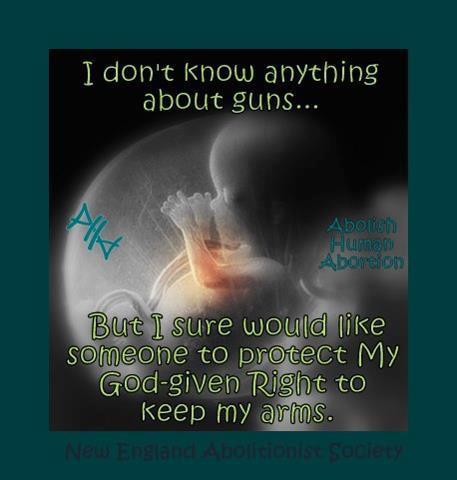 I don't know anything
about guns...
AHA
Abolish
Human
Abortion
But I sure would like
someone to protect My
God-given Right to
keep my arms.
New England Abolitionist Society